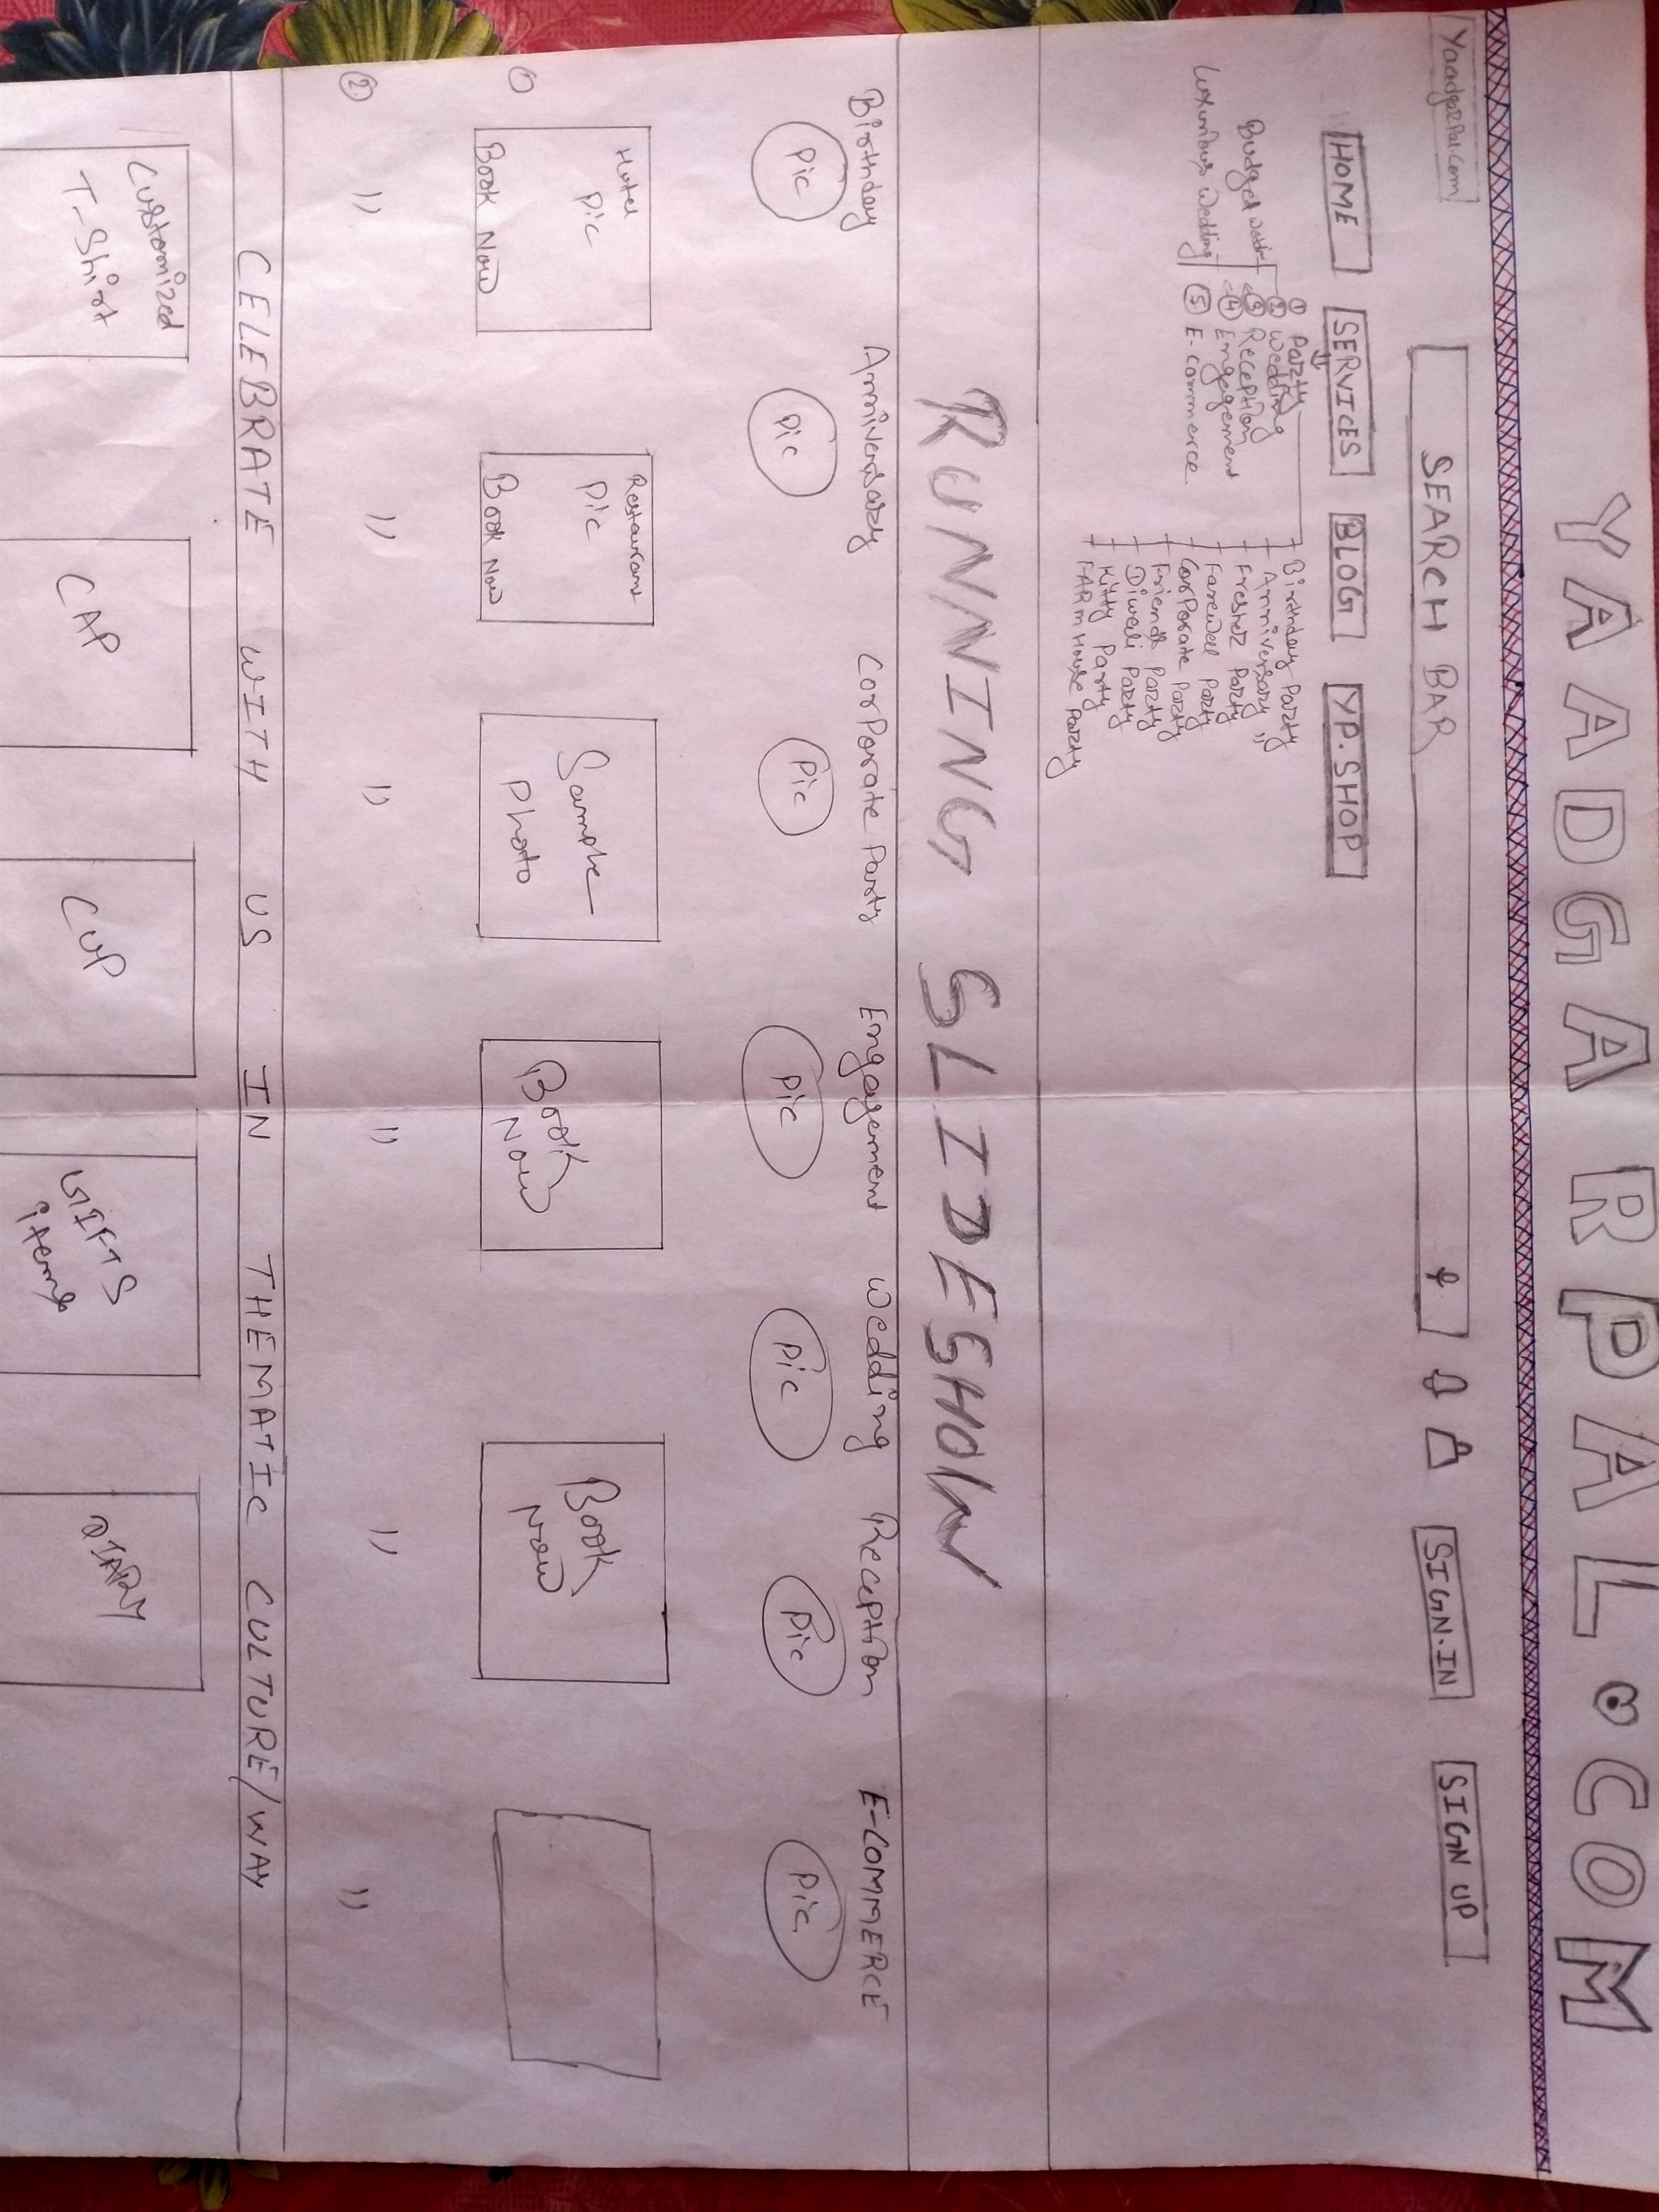 YAADGARPAL.COM
YaadgarPal.Com
SEARCH BAR
SIGN.IN
SIGN UP
HOME
SERVICES
BLOG
YP.SHOP
① Party
② Wedding
③ Reception
④ Engagement
⑤ E-commerce.
Budget
Luxurious Wedding
Birthday Party
Anniversary "
Fresher Party
Farewell Party
Corporate Party
Friends Party
Diwali Party
Kitty Party
FARm House Party
RUNNING SLIDESHOW
Birthday Anniversary Corporate Party Engagement Wedding Reception E-COMMERCE
Pic Pic Pic Pic Pic Pic Pic
Hotel
Pic
Book Now
Restaurant
Pic
Book Now
Sample
Photo
Book
Now
Book
Now
② " " " " " "
CELEBRATE WITH US IN THEMATIC CULTURE/WAY
Customized
T-Shirt
CAP
CUP
GIFTS
items
DIARY